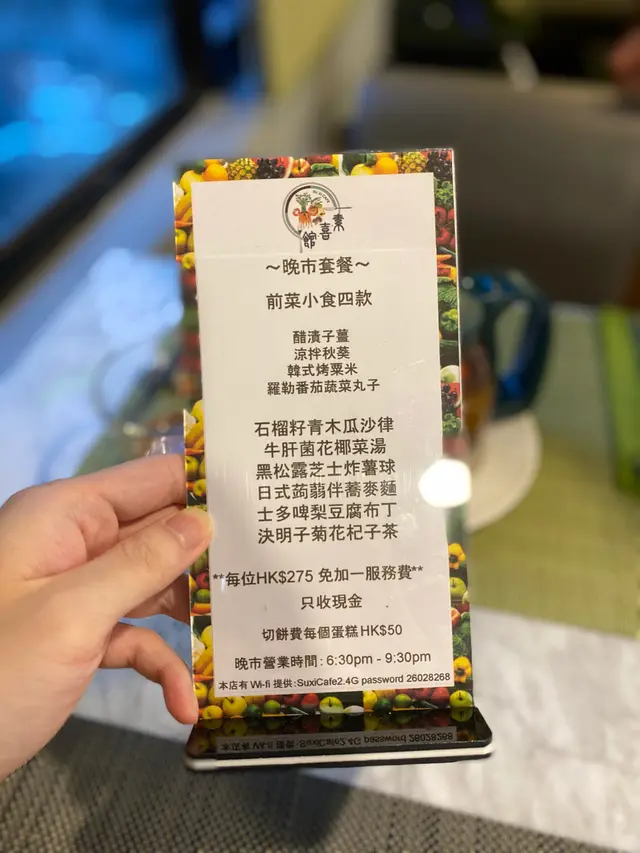 素喜館
～晚市套餐～
前菜小食四款
醋漬子薑
涼拌秋葵
韓式烤粟米
羅勒番茄蔬菜丸子
石榴籽青木瓜沙律
牛肝菌花椰菜湯
黑松露芝士炸薯球
日式蒟蒻伴蕎麥麵
士多啤梨豆腐布丁
決明子菊花杞子茶
**每位HK$275 免加一服務費**
只收現金
切餅費每個蛋糕HK$50
晚市營業時間：6:30pm - 9:30pm
本店有 Wi-fi 提供：SuxiCafe2.4G password 26028268